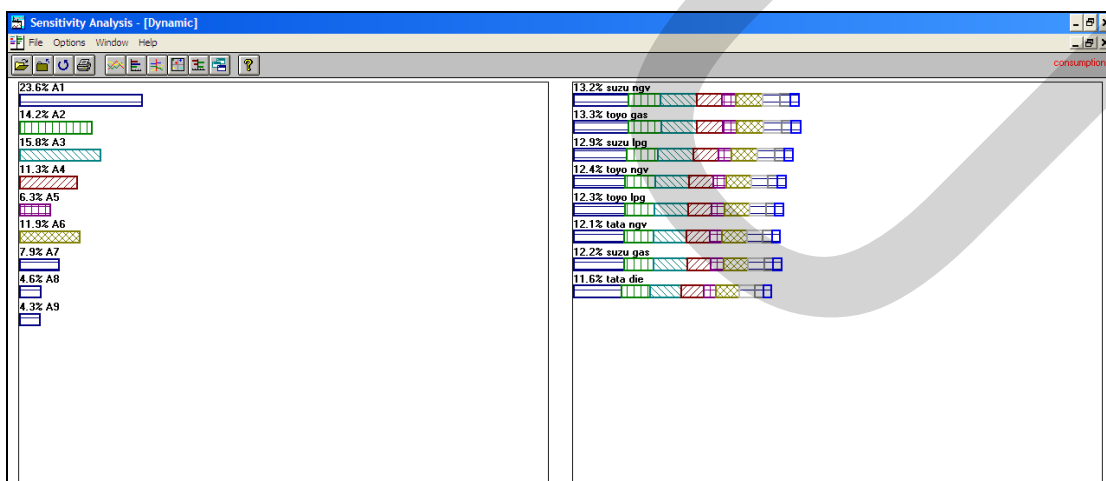 Sensitivity Analysis - [Dynamic]
File Options Window Help
consumption
23.6% A1
14.2% A2
15.8% A3
11.3% A4
6.3% A5
11.9% A6
7.9% A7
4.6% A8
4.3% A9
13.2% suzu ngv
13.3% toyo gas
12.9% suzu lpg
12.4% toyo ngv
12.3% toyo lpg
12.1% tata ngv
12.2% suzu gas
11.6% tata die